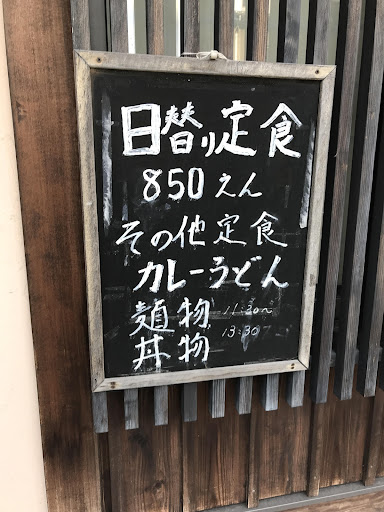 日替り定食
850えん
その他定食
カレーうどん
麺物
丼物
11:30〜
13:30